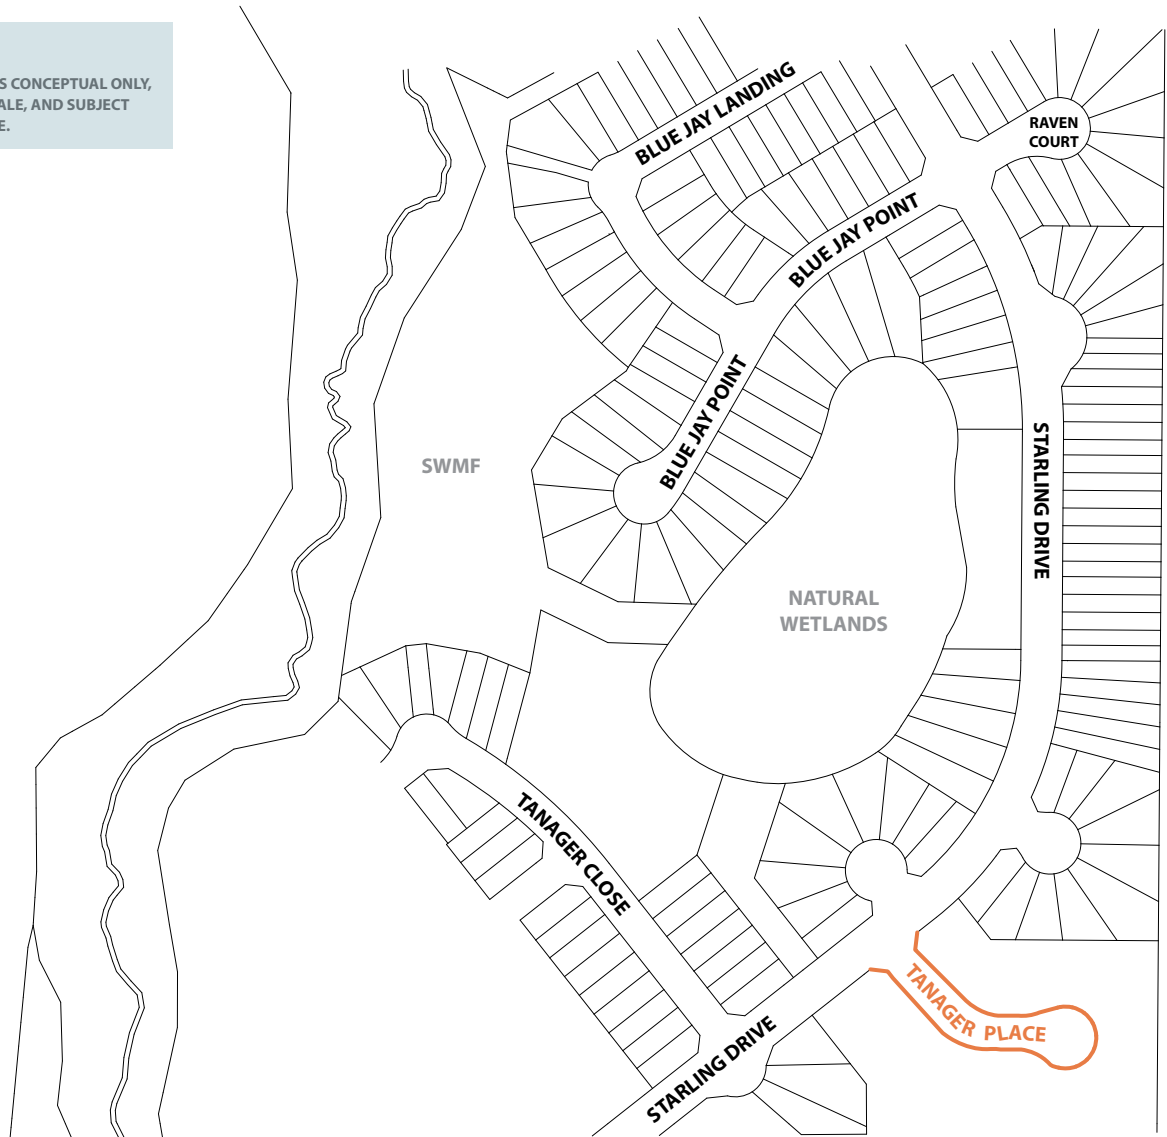 S CONCEPTUAL ONLY,
ALE, AND SUBJECT
E.
BLUE JAY LANDING
RAVEN
COURT
BLUE JAY POINT
BLUE JAY POINT
STARLING DRIVE
SWMF
NATURAL
WETLANDS
TANAGER CLOSE
TANAGER PLACE
STARLING DRIVE